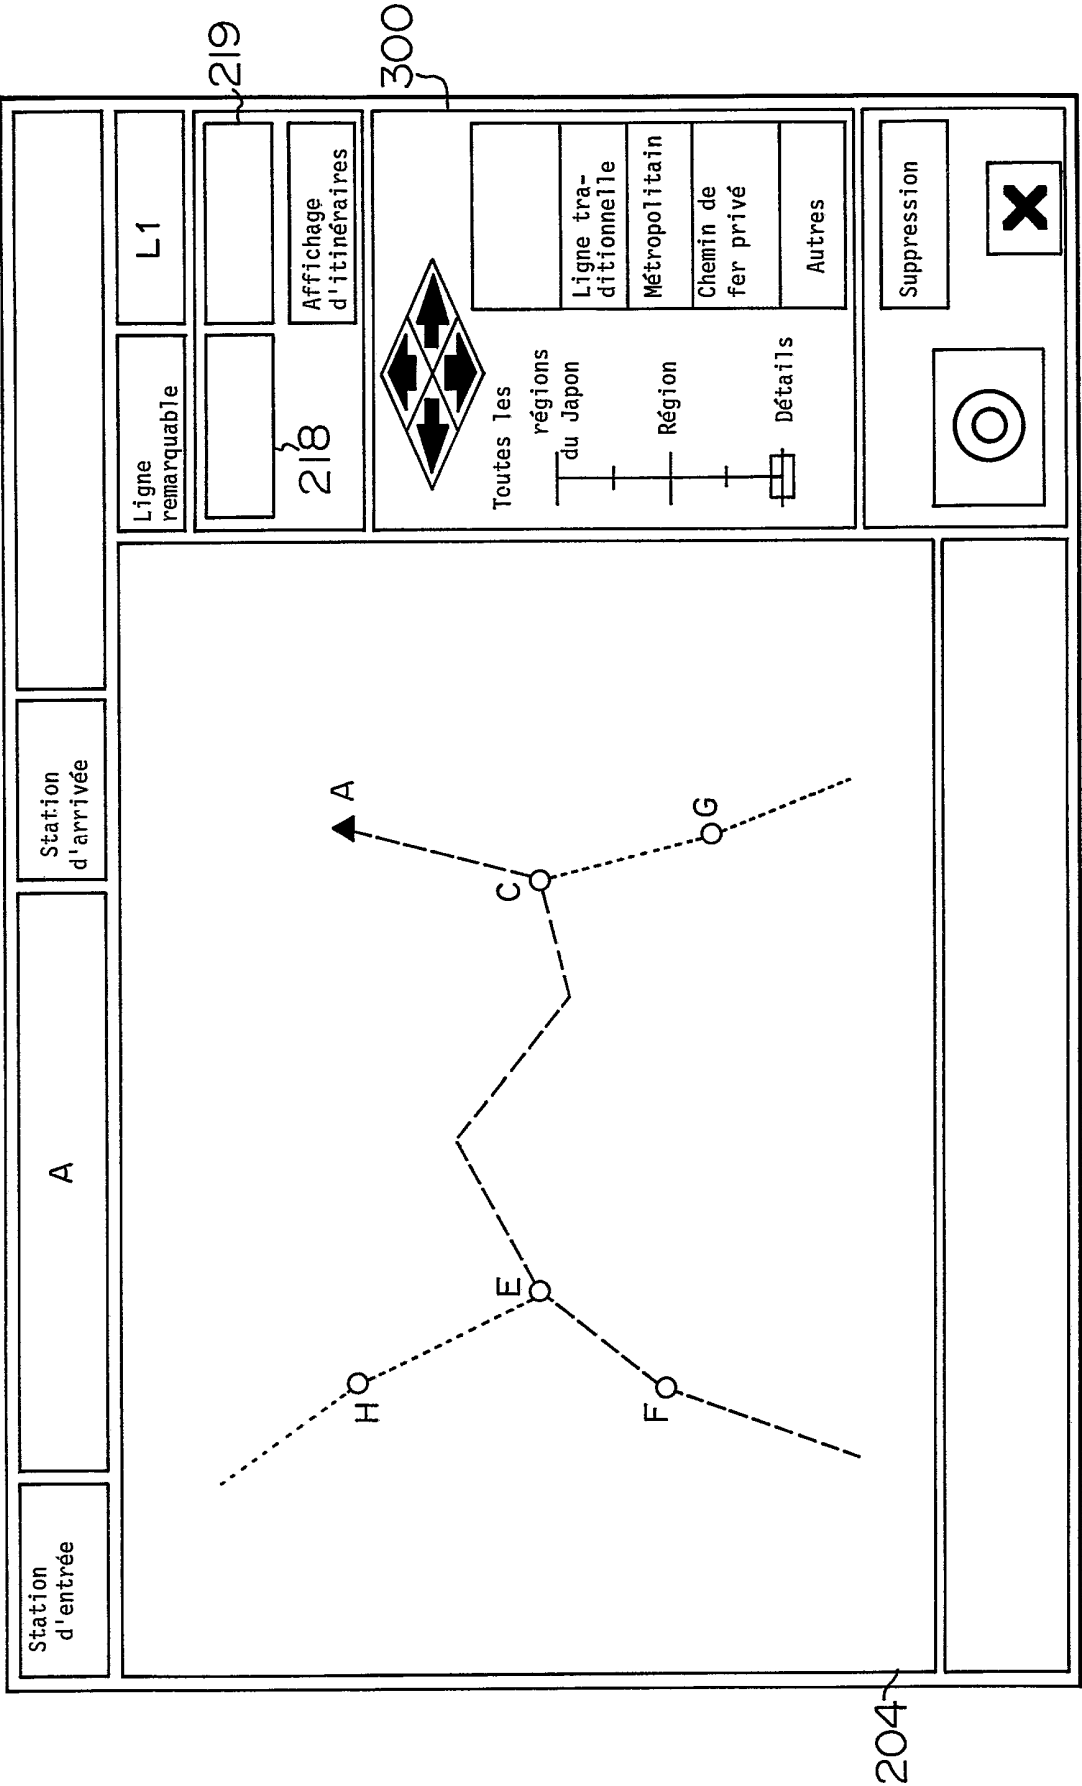 Station
d'entrée
A
Station
d'arrivée
Ligne
remarquable
L1
219
218
Affichage
d'itinéraires
300
Toutes les
régions
du Japon
Région
Détails
Ligne tra-
ditionnelle
Métropolitain
Chemin de
fer privé
Autres
Suppression
A
C
G
E
H
F
204